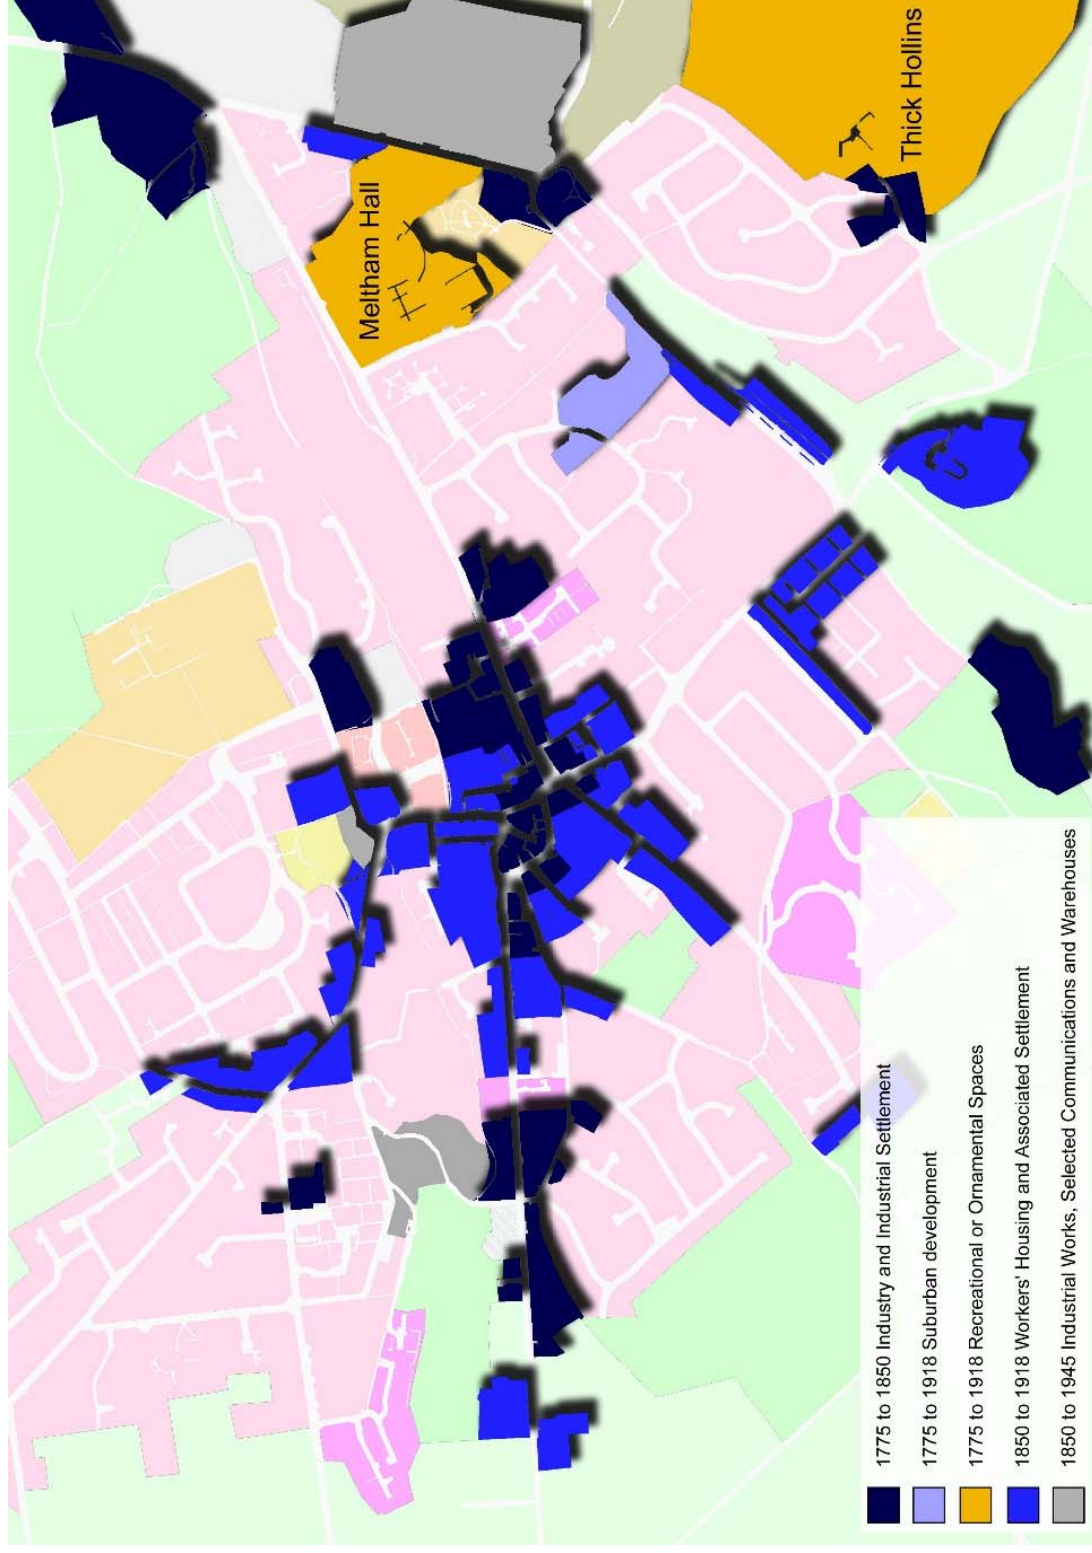 Meltham Hall
Thick Hollins
1775 to 1850 Industry and Industrial Settlement
1775 to 1918 Suburban development
1775 to 1918 Recreational or Ornamental Spaces
1850 to 1918 Workers' Housing and Associated Settlement
1850 to 1945 Industrial Works, Selected Communications and Warehouses